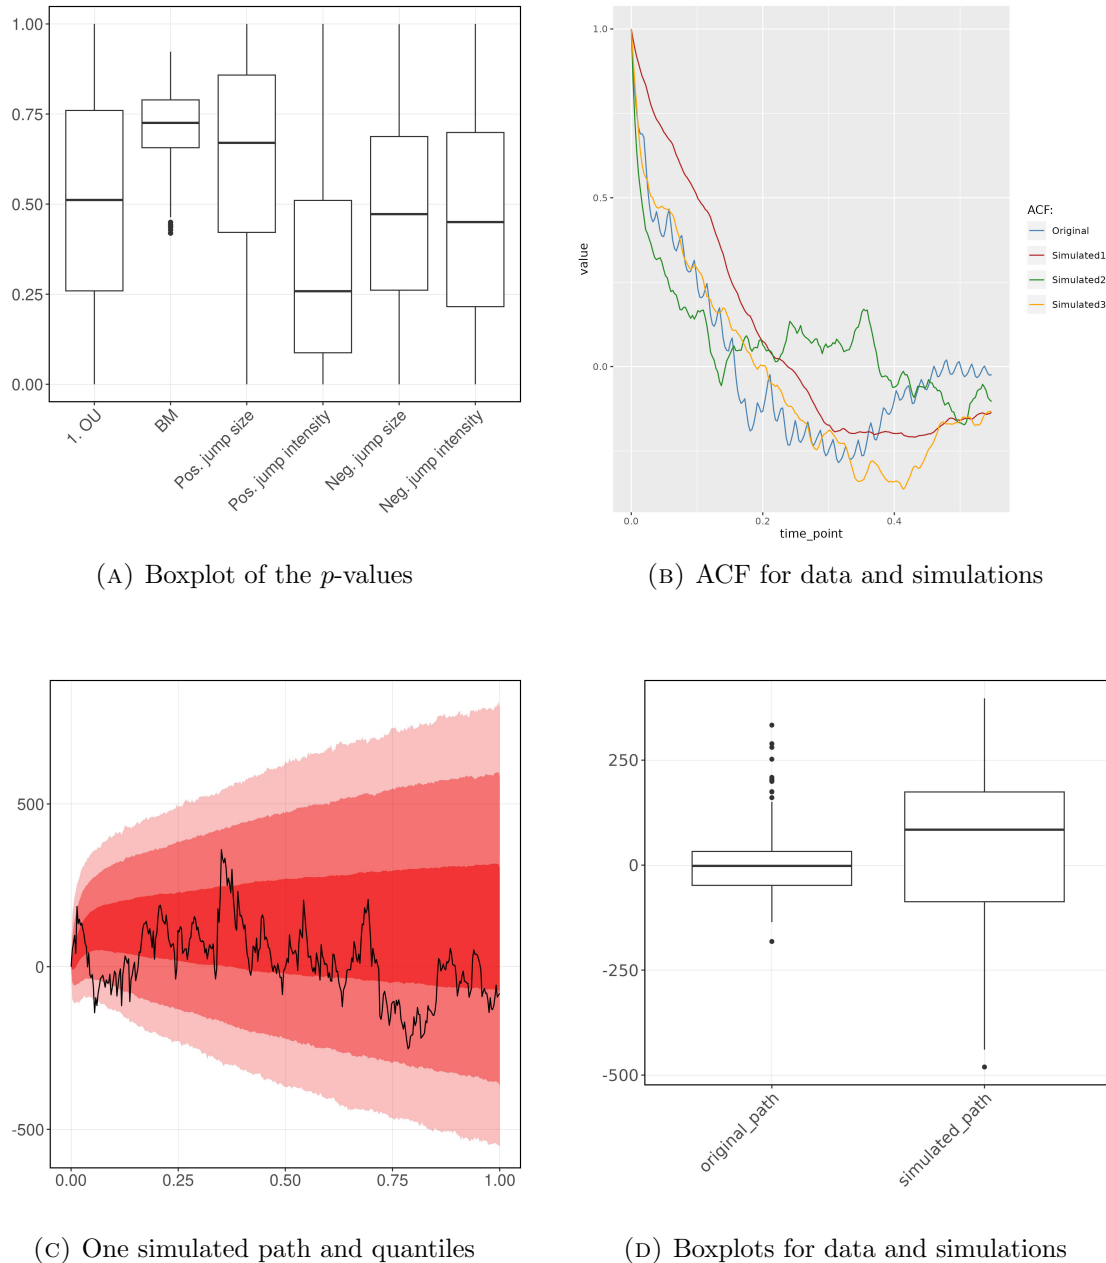 1.00
0.75
0.50
0.25
0.00
1. OU
BM
Pos. jump size
Pos. jump intensity
Neg. jump size
Neg. jump intensity
(A) Boxplot of the p-values
1.0
0.5
0.0
value
0.0
0.2
0.4
time_point
ACF:
Original
Simulated1
Simulated2
Simulated3
(B) ACF for data and simulations
500
0
-500
0.00
0.25
0.50
0.75
1.00
(C) One simulated path and quantiles
250
0
-250
-500
original_path
simulated_path
(D) Boxplots for data and simulations